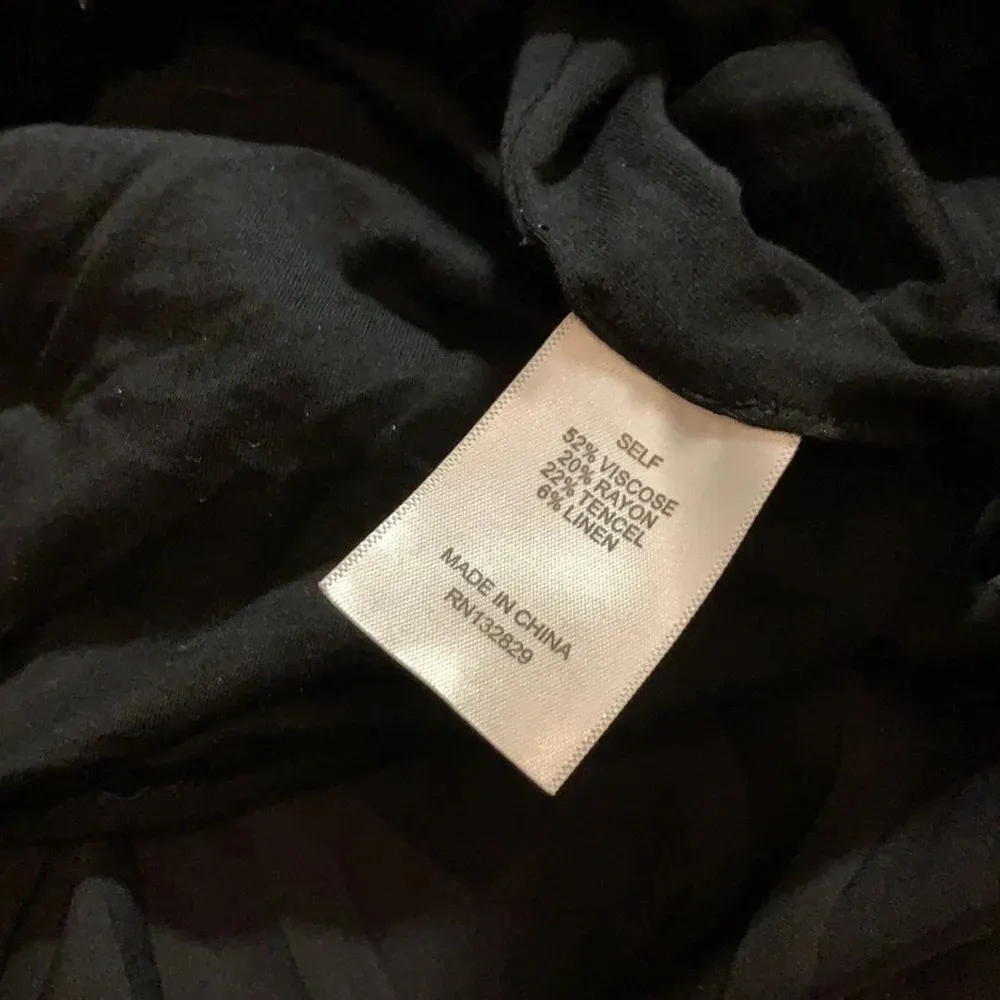 SELF
52% VISCOSE
20% RAYON
22% TENCEL
6% LINEN
MADE IN CHINA
RN132829